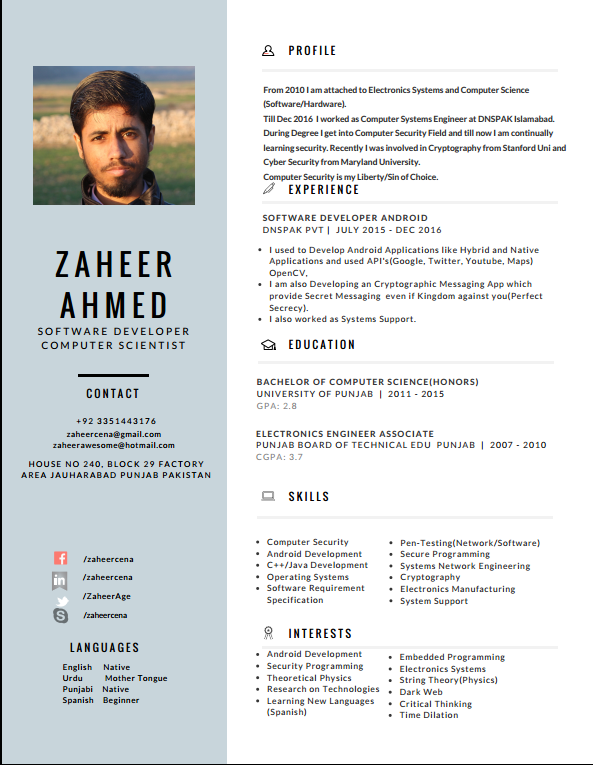 ZAHEER
AHMED
SOFTWARE DEVELOPER
COMPUTER SCIENTIST
CONTACT
+92 3351443176
zaheercena@gmail.com
zaheerawesome@hotmail.com
HOUSE NO 240, BLOCK 29 FACTORY
AREA JAUHARABAD PUNJAB PAKISTAN
/zaheercena
/zaheercena
/ZaheerAge
/zaheercena
LANGUAGES
English Native
Urdu Mother Tongue
Punjabi Native
Spanish Beginner
PROFILE
From 2010 I am attached to Electronics Systems and Computer Science
(Software/Hardware).
Till Dec 2016 I worked as Computer Systems Engineer at DNSPAK Islamabad.
During Degree I get into Computer Security Field and till now I am continually
learning security. Recently I was involved in Cryptography from Stanford Uni and
Cyber Security from Maryland University.
Computer Security is my Liberty/Sin of Choice.
EXPERIENCE
SOFTWARE DEVELOPER ANDROID
DNSPAK PVT | JULY 2015 - DEC 2016
• I used to Develop Android Applications like Hybrid and Native
Applications and used API's(Google, Twitter, Youtube, Maps)
OpenCV,
• I am also Developing an Cryptographic Messaging App which
provide Secret Messaging even if Kingdom against you(Perfect
Secrecy).
• I also worked as Systems Support.
EDUCATION
BACHELOR OF COMPUTER SCIENCE(HONORS)
UNIVERSITY OF PUNJAB | 2011 - 2015
GPA: 2.8
ELECTRONICS ENGINEER ASSOCIATE
PUNJAB BOARD OF TECHNICAL EDU PUNJAB | 2007 - 2010
CGPA: 3.7
SKILLS
• Computer Security
• Android Development
• C++/Java Development
• Operating Systems
• Software Requirement
Specification
• Pen-Testing(Network/Software)
• Secure Programming
• Systems Network Engineering
• Cryptography
• Electronics Manufacturing
• System Support
INTERESTS
• Android Development
• Security Programming
• Theoretical Physics
• Research on Technologies
• Learning New Languages
(Spanish)
• Embedded Programming
• Electronics Systems
• String Theory(Physics)
• Dark Web
• Critical Thinking
• Time Dilation